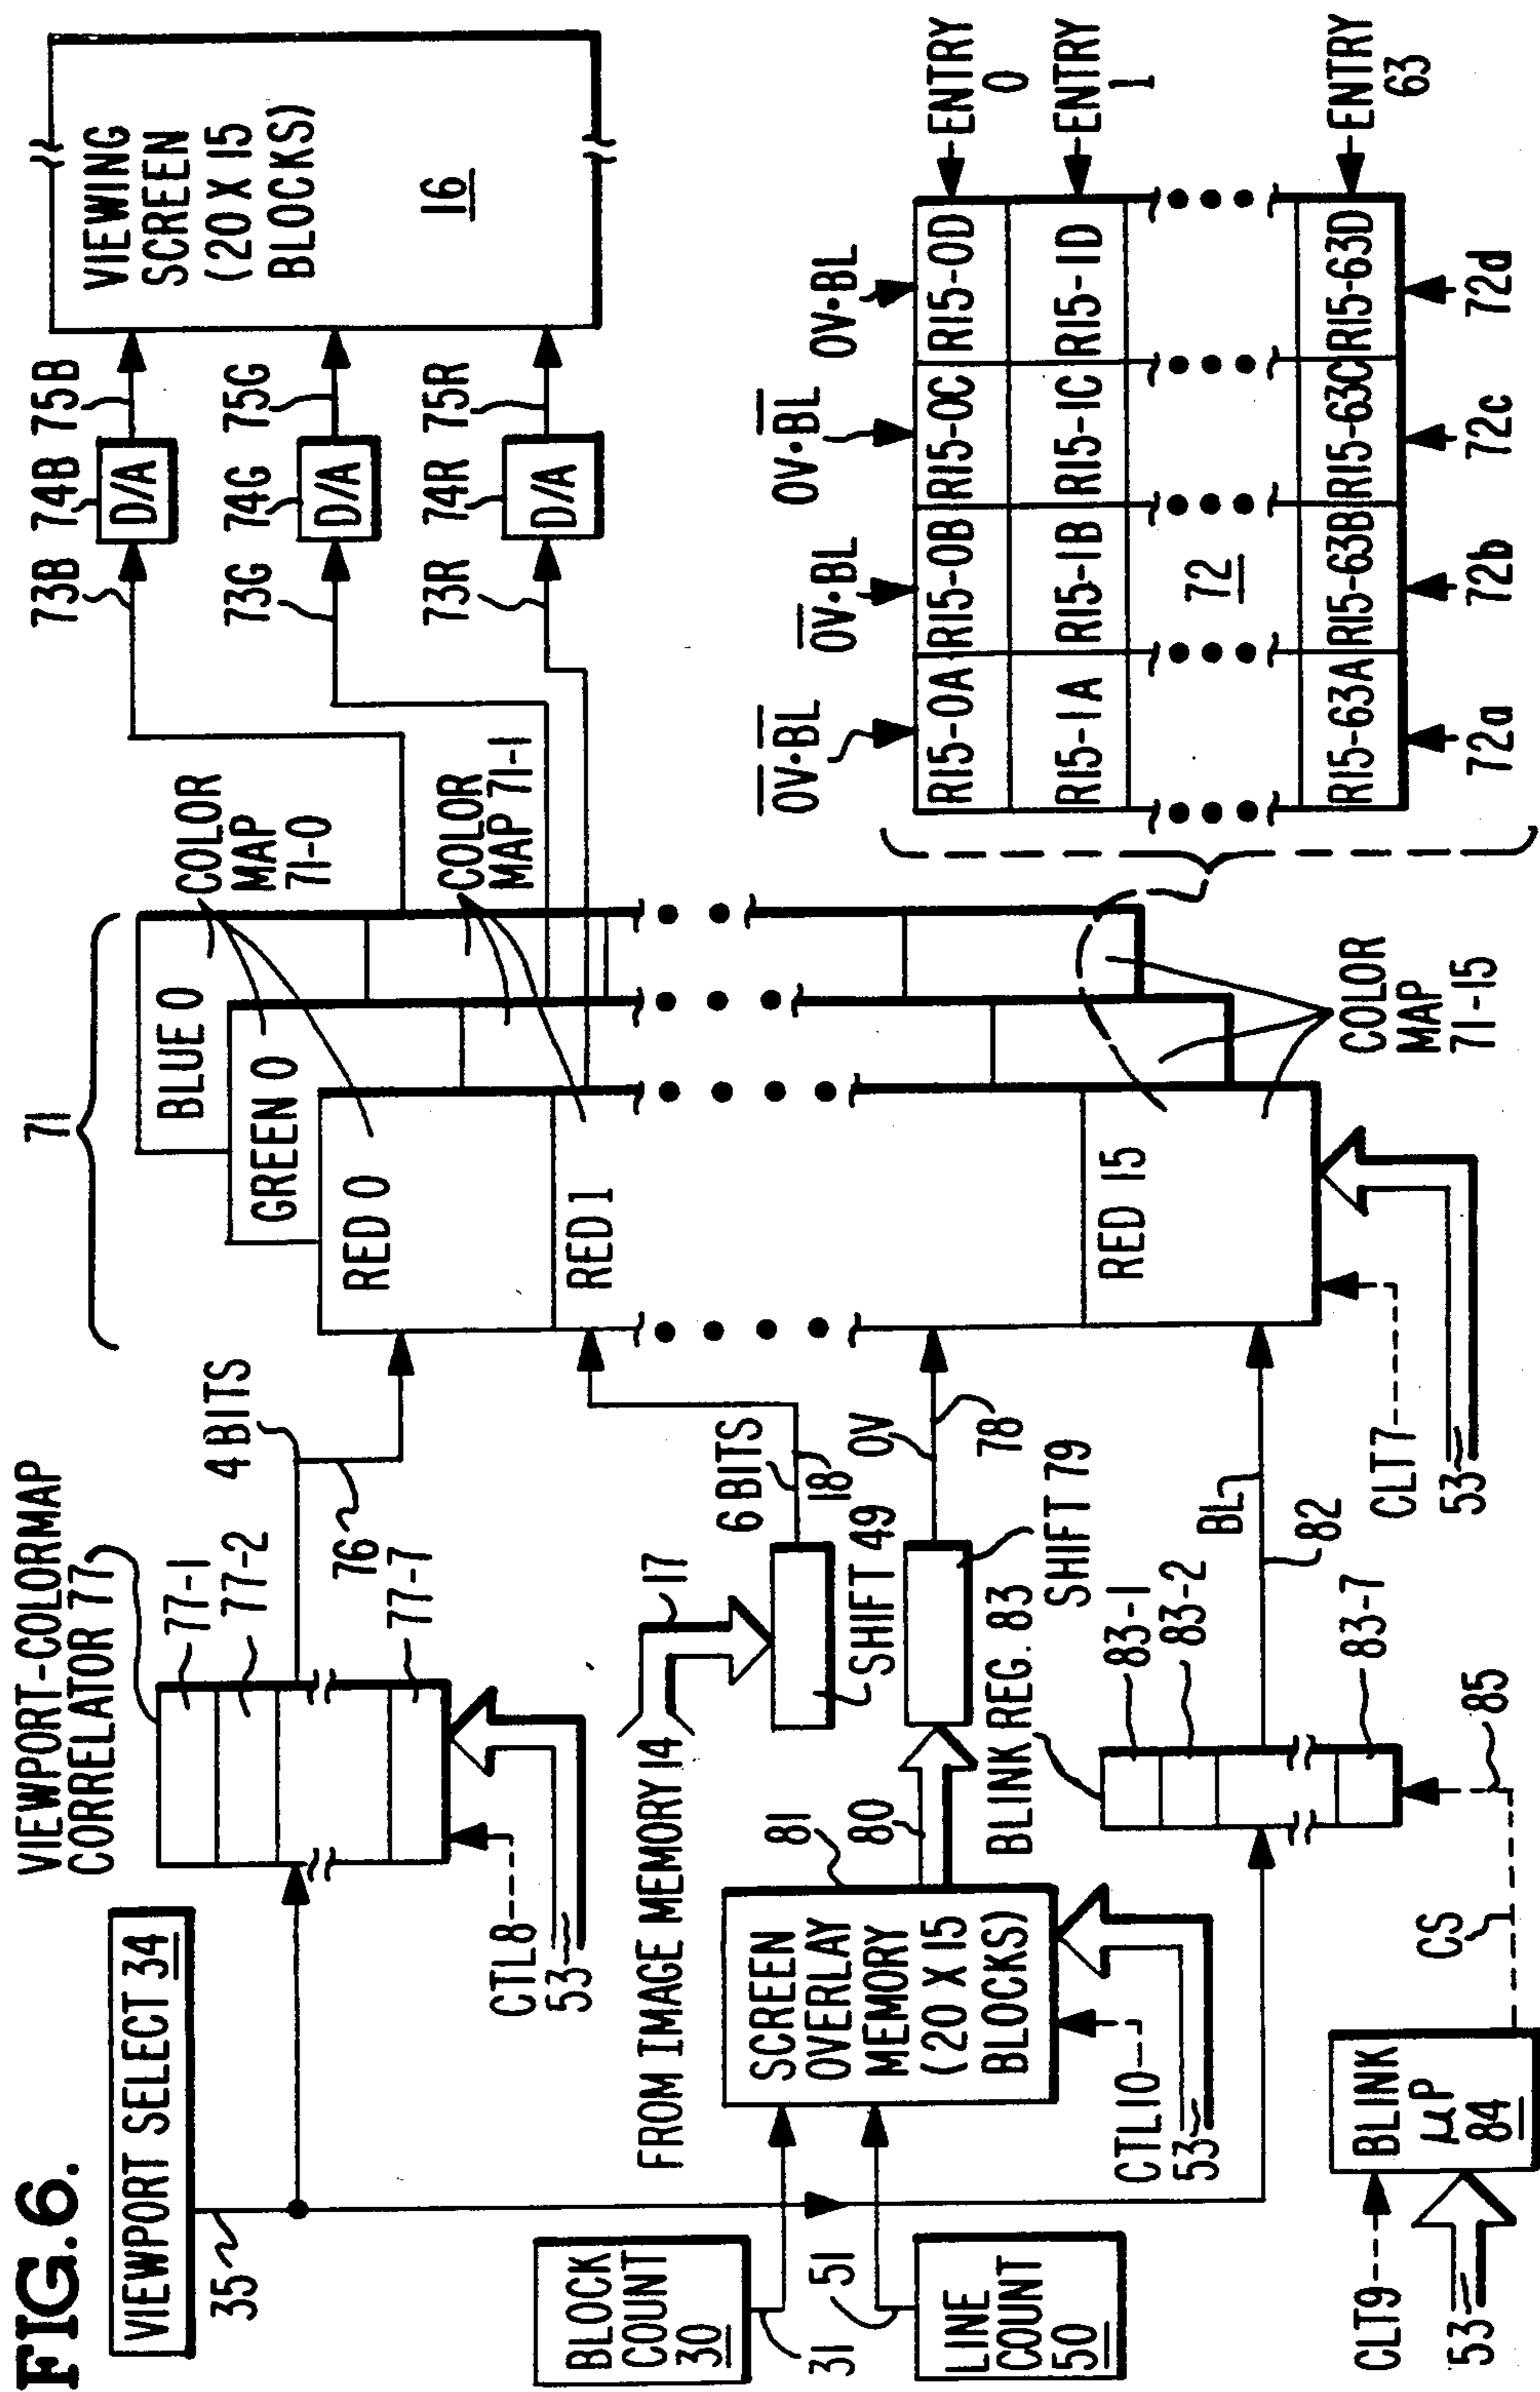 FIG. 6.
VIEWPORT SELECT 34
35
VIEWPORT-COLORMAP
CORRELATOR 77
77-1
77-2
77-7
4 BITS
76
CTL8
53
BLOCK
COUNT
30
31
LINE
COUNT
50
51
FROM IMAGE MEMORY 14
17
SHIFT 49
6 BITS
18
SCREEN
OVERLAY
MEMORY
(20 X 15
BLOCKS)
81
80
CTL10
53
SHIFT 79
OV
78
BLINK REG. 83
83-1
83-2
83-7
BL
82
85
CS
BLINK
µP
84
CLT9
53
71
BLUE 0
GREEN 0
RED 0
RED 1
RED 15
CLT7
53
COLOR
MAP
71-0
COLOR
MAP 71-1
COLOR
MAP
71-15
73B
74B
75B
D/A
73G
74G
75G
D/A
73R
74R
75R
D/A
VIEWING
SCREEN
(20 X 15
BLOCKS)
16
O̅V̅·B̅L̅
O̅V̅·BL
OV·B̅L̅
OV·BL
R15-0A R15-0B R15-0C R15-0D
ENTRY
0
R15-1A R15-1B R15-1C R15-1D
ENTRY
1
72
R15-63A R15-63B R15-63C R15-63D
ENTRY
63
72a 72b 72c 72d